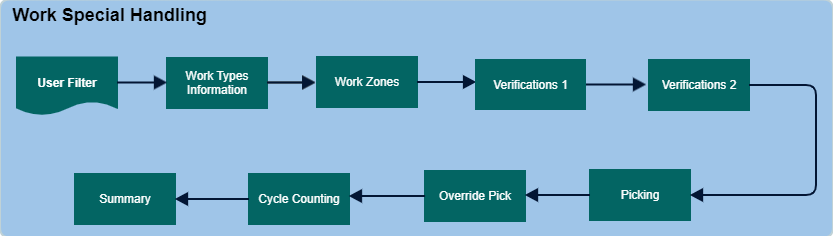 Work Special Handling
User Filter
Work Types
Information
Work Zones
Verifications 1
Verifications 2
Picking
Override Pick
Cycle Counting
Summary